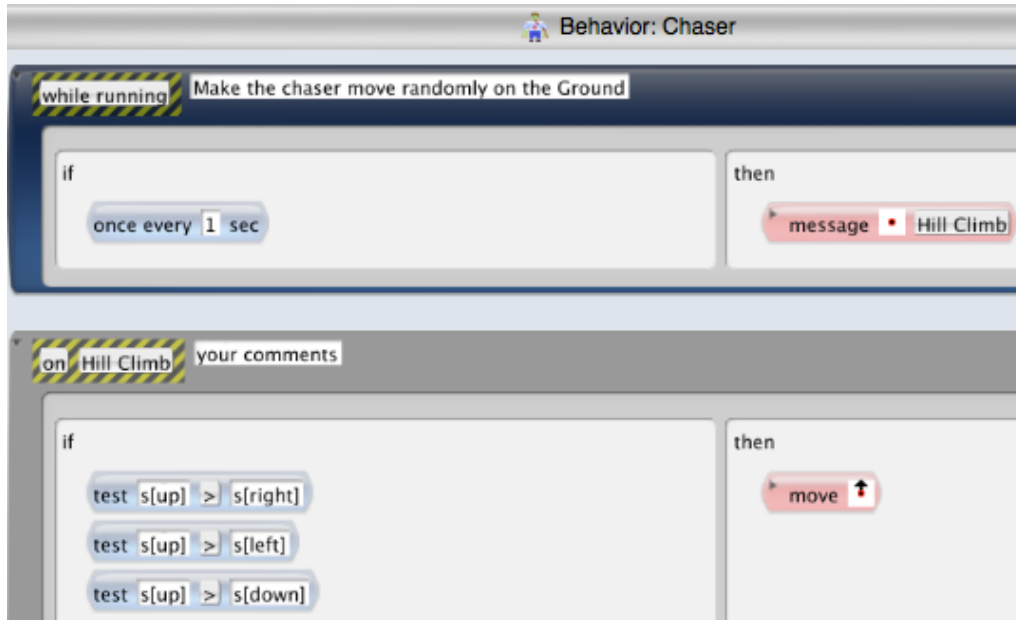 Behavior: Chaser
while running Make the chaser move randomly on the Ground
if
then
once every 1 sec
message Hill Climb
on Hill Climb your comments
if
then
test s[up] > s[right]
move
test s[up] > s[left]
test s[up] > s[down]